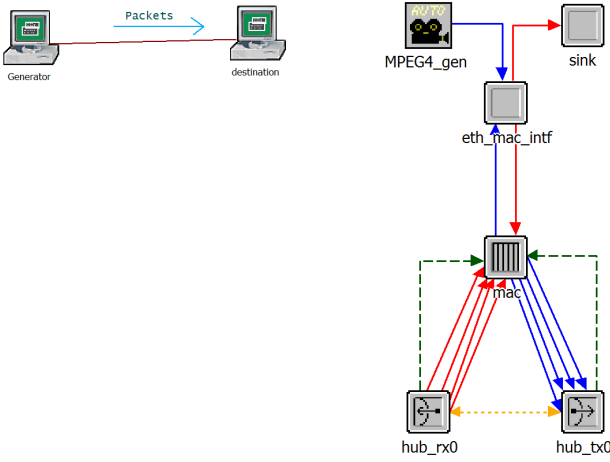 Packets
Generator
destination
AUTO
MPEG4_gen
sink
eth_mac_intf
mac
hub_rx0
hub_tx0